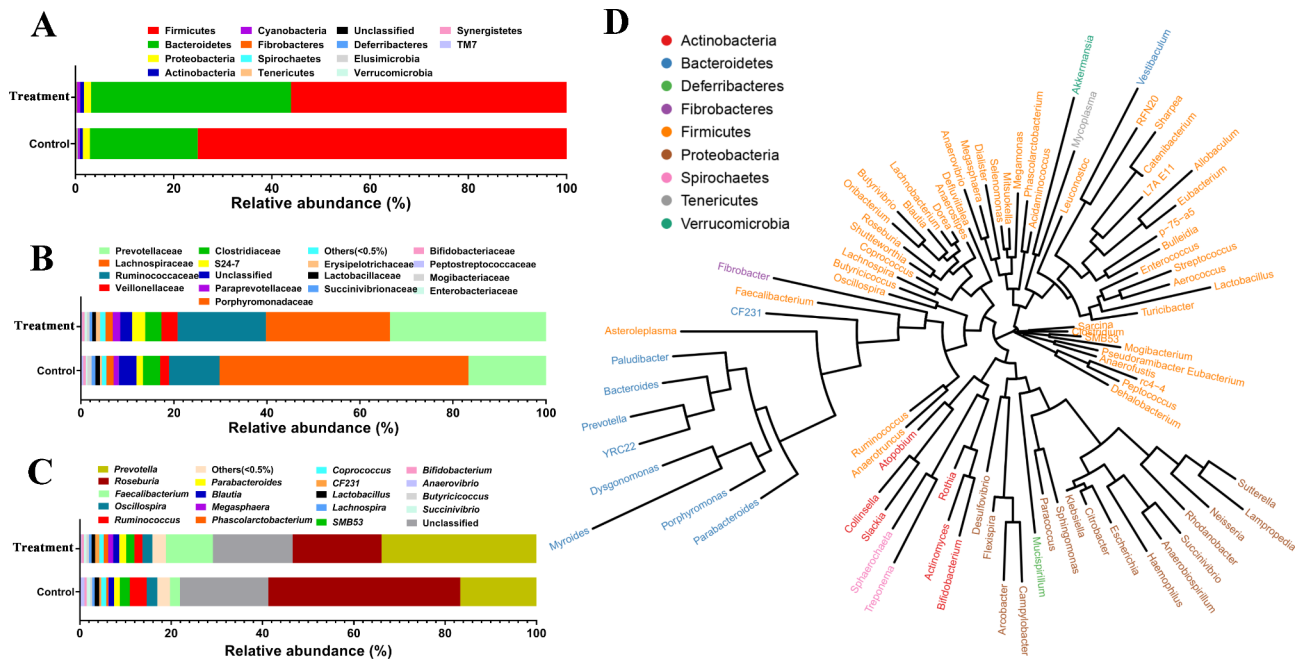 A
Firmicutes
Bacteroidetes
Proteobacteria
Actinobacteria
Cyanobacteria
Fibrobacteres
Spirochaetes
Tenericutes
Unclassified
Deferribacteres
Elusimicrobia
Verrucomicrobia
Synergistetes
TM7
Treatment
Control
0 20 40 60 80 100
Relative abundance (%)
B
Prevotellaceae
Lachnospiraceae
Ruminococcaceae
Veillonellaceae
Clostridiaceae
S24-7
Unclassified
Paraprevotellaceae
Porphyromonadaceae
Others(<0.5%)
Erysipelotrichaceae
Lactobacillaceae
Succinivibrionaceae
Bifidobacteriaceae
Peptostreptococcaceae
Mogibacteriaceae
Enterobacteriaceae
Treatment
Control
0 20 40 60 80 100
Relative abundance (%)
C
Prevotella
Roseburia
Faecalibacterium
Oscillospira
Ruminococcus
Others(<0.5%)
Parabacteroides
Blautia
Megasphaera
Phascolarctobacterium
Coprococcus
CF231
Lactobacillus
Lachnospira
SMB53
Bifidobacterium
Anaerovibrio
Butyricicoccus
Succinivibrio
Unclassified
Treatment
Control
0 20 40 60 80 100
Relative abundance (%)
D
Actinobacteria
Bacteroidetes
Deferribacteres
Fibrobacteres
Firmicutes
Proteobacteria
Spirochaetes
Tenericutes
Verrucomicrobia
Fibrobacter
Faecalibacterium
CF231
Asteroleplasma
Paludibacter
Bacteroides
Prevotella
YRC22
Dysgonomonas
Myroides
Porphyromonas
Parabacteroides
Oscillospira
Butyricicoccus
Lachnospira
Coprococcus
Shuttleworthia
Roseburia
Oribacterium
Butyrivibrio
Blautia
Lachnobacterium
Dorea
Anaerostipes
Defluviitalea
Anaerovibrio
Megasphaera
Dialister
Selenomonas
Mitsuokella
Megamonas
Phascolarctobacterium
Acidaminococcus
Akkermansia
Mycoplasma
Leuconostoc
Vestibaculum
RFN20
Sharpea
Catenibacterium
L7A_E11
Allobaculum
Eubacterium
p-75-a5
Bulleidia
Enterococcus
Streptococcus
Aerococcus
Lactobacillus
Turicibacter
Sarcina
Clostridium
SMB53
Mogibacterium
Pseudoramibacter Eubacterium
Anaerofustis
rc4-4
Peptococcus
Dehalobacterium
Ruminococcus
Anaerotruncus
Atopobium
Collinsella
Slackia
Sphaerochaeta
Treponema
Rothia
Actinomyces
Bifidobacterium
Desulfovibrio
Flexispira
Arcobacter
Campylobacter
Mucispirillum
Paracoccus
Sphingomonas
Klebsiella
Citrobacter
Escherichia
Haemophilus
Anaerobiospirillum
Succinivibrio
Rhodanobacter
Neisseria
Lampropedia
Sutterella